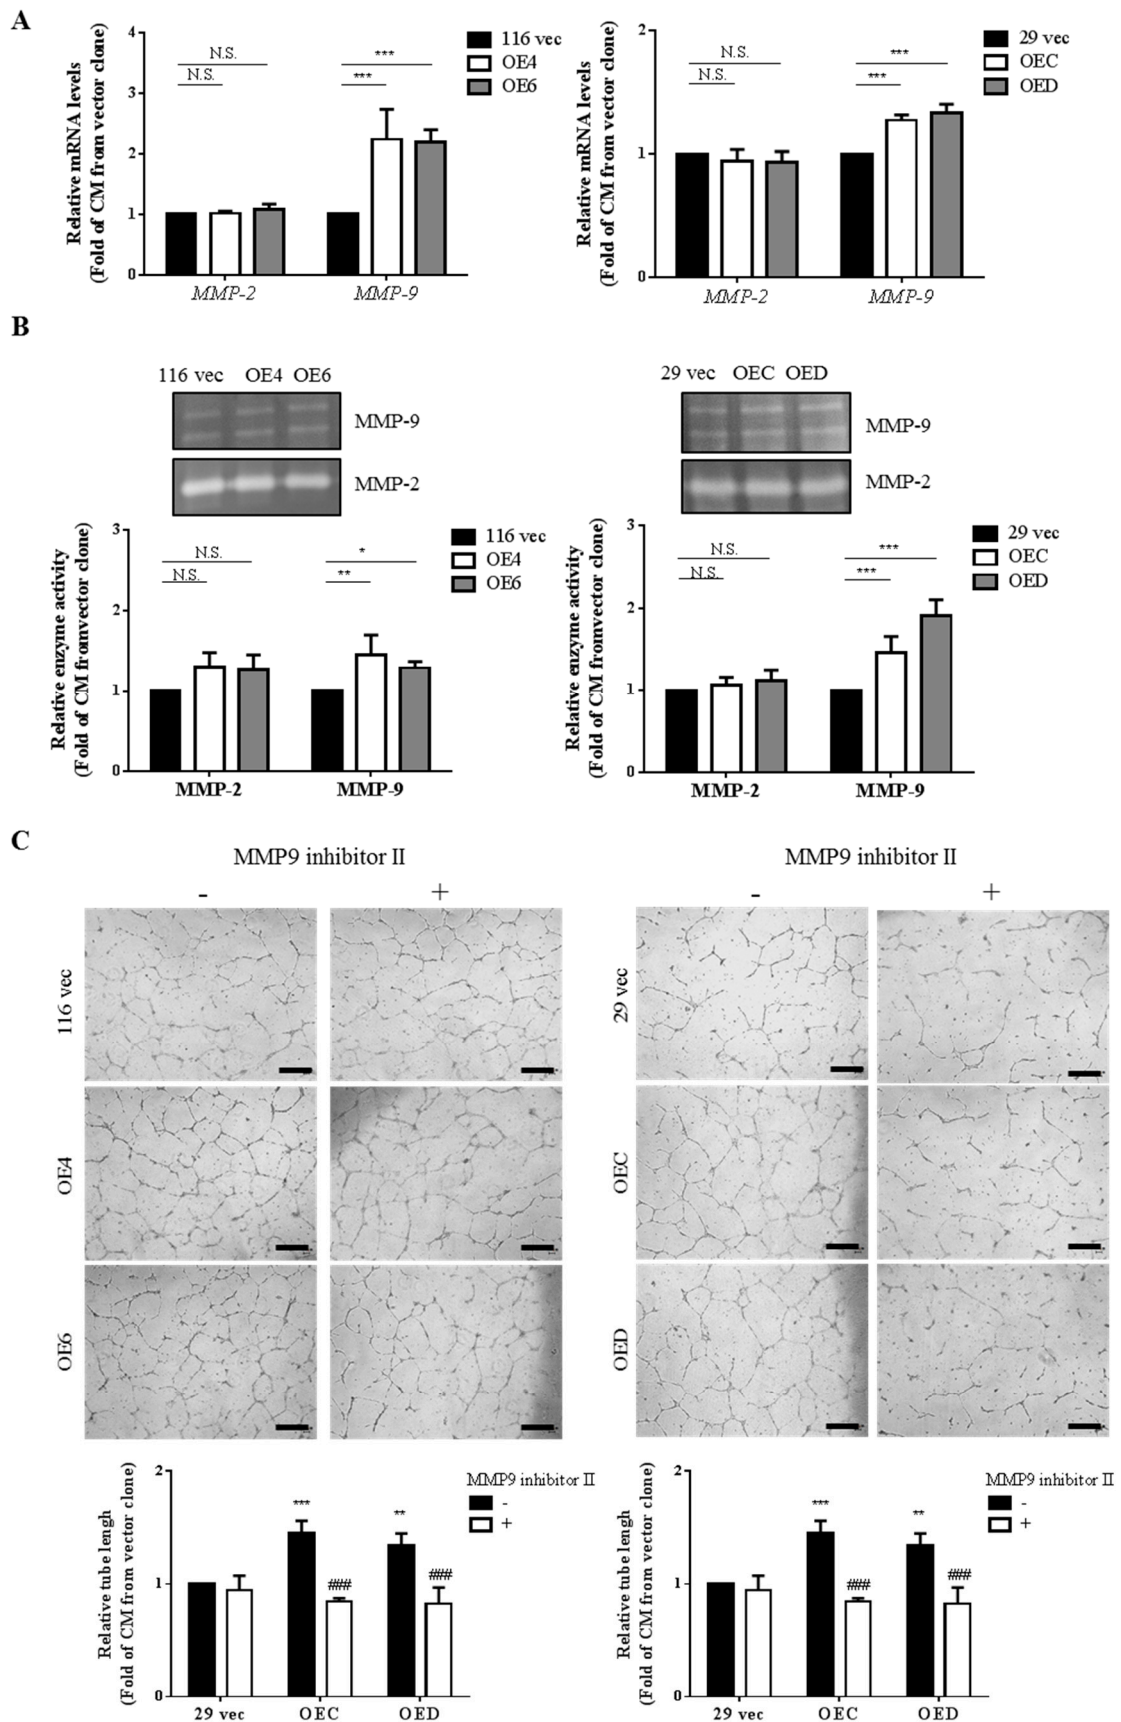 A
Relative mRNA levels
(Fold of CM from vector clone)
4
3
2
1
0
N.S.
N.S.
***
***
MMP-2
MMP-9
116 vec
OE4
OE6
Relative mRNA levels
(Fold of CM from vector clone)
2
1
0
N.S.
N.S.
***
***
MMP-2
MMP-9
29 vec
OEC
OED
B
116 vec OE4 OE6
MMP-9
MMP-2
29 vec OEC OED
MMP-9
MMP-2
Relative enzyme activity
(Fold of CM fromvector clone)
3
2
1
0
N.S.
N.S.
*
**
MMP-2
MMP-9
116 vec
OE4
OE6
Relative enzyme activity
(Fold of CM fromvector clone)
3
2
1
0
N.S.
N.S.
***
***
MMP-2
MMP-9
29 vec
OEC
OED
C
MMP9 inhibitor II
- +
116 vec
OE4
OE6
MMP9 inhibitor II
- +
29 vec
OEC
OED
Relative tube lengh
(Fold of CM from vector clone)
2
1
0
***
###
**
###
29 vec
OEC
OED
MMP9 inhibitor II
-
+
Relative tube lengh
(Fold of CM from vector clone)
2
1
0
***
###
**
###
29 vec
OEC
OED
MMP9 inhibitor II
-
+